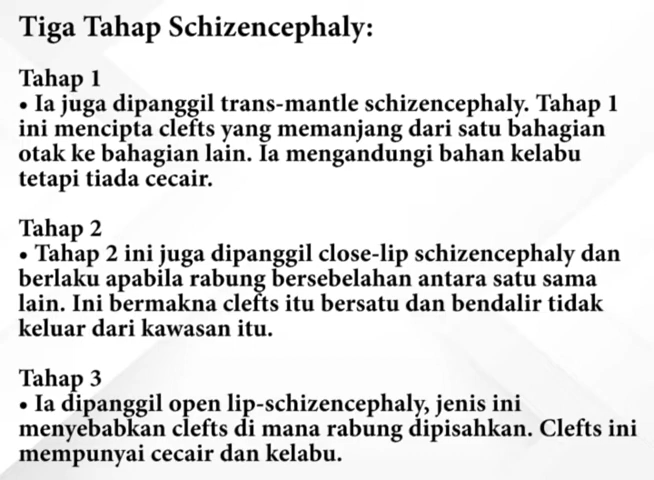 Tiga Tahap Schizencephaly:
Tahap 1
• Ia juga dipanggil trans-mantle schizencephaly. Tahap 1
ini mencipta clefts yang memanjang dari satu bahagian
otak ke bahagian lain. Ia mengandungi bahan kelabu
tetapi tiada cecair.
Tahap 2
• Tahap 2 ini juga dipanggil close-lip schizencephaly dan
berlaku apabila rabung bersebelahan antara satu sama
lain. Ini bermakna clefts itu bersatu dan bendalir tidak
keluar dari kawasan itu.
Tahap 3
• Ia dipanggil open lip-schizencephaly, jenis ini
menyebabkan clefts di mana rabung dipisahkan. Clefts ini
mempunyai cecair dan kelabu.